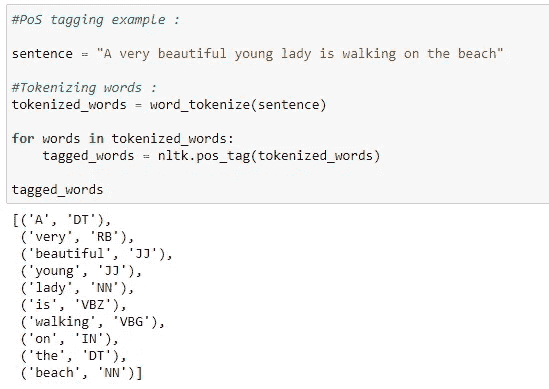 #PoS tagging example :
sentence = "A very beautiful young lady is walking on the beach"
#Tokenizing words :
tokenized_words = word_tokenize(sentence)
for words in tokenized_words:
    tagged_words = nltk.pos_tag(tokenized_words)
tagged_words
[('A', 'DT'),
 ('very', 'RB'),
 ('beautiful', 'JJ'),
 ('young', 'JJ'),
 ('lady', 'NN'),
 ('is', 'VBZ'),
 ('walking', 'VBG'),
 ('on', 'IN'),
 ('the', 'DT'),
 ('beach', 'NN')]